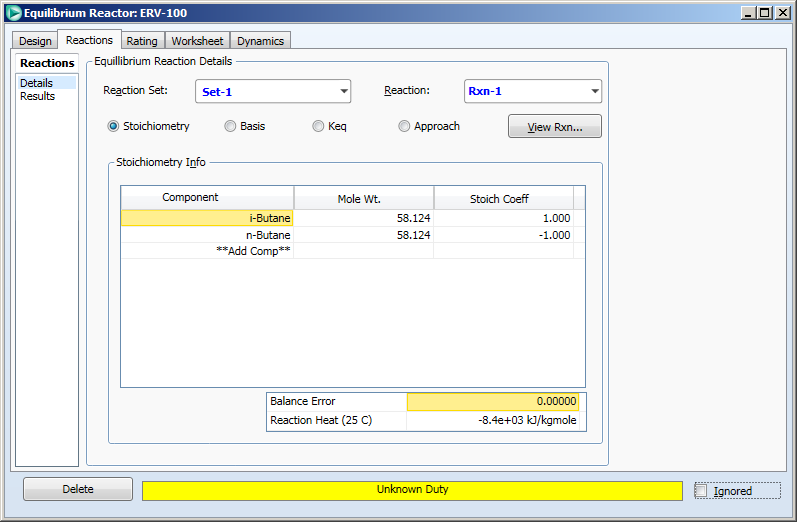 Equilibrium Reactor: ERV-100
Design Reactions Rating Worksheet Dynamics
Reactions
Details
Results
Equillibrium Reaction Details
Reaction Set: Set-1 Reaction: Rxn-1
Stoichiometry Basis Keq Approach View Rxn...
Stoichiometry Info
Component Mole Wt. Stoich Coeff
i-Butane 58.124 1.000
n-Butane 58.124 -1.000
**Add Comp**
Balance Error 0.00000
Reaction Heat (25 C) -8.4e+03 kJ/kgmole
Delete Unknown Duty Ignored